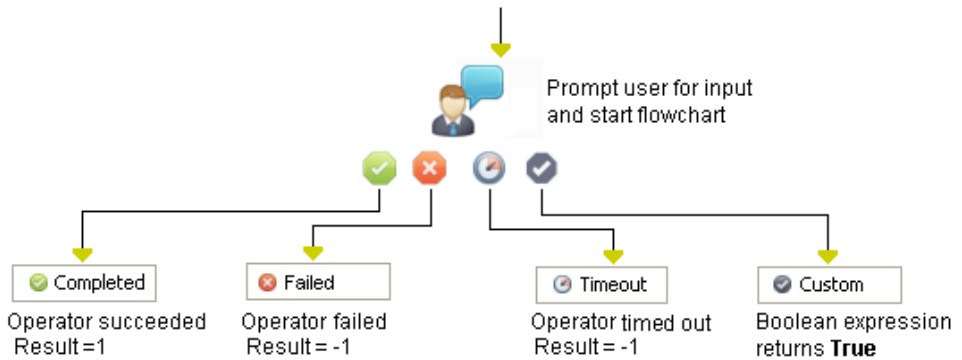 Prompt user for input
and start flowchart
Completed
Failed
Timeout
Custom
Operator succeeded
Result =1
Operator failed
Result = -1
Operator timed out
Result = -1
Boolean expression
returns True